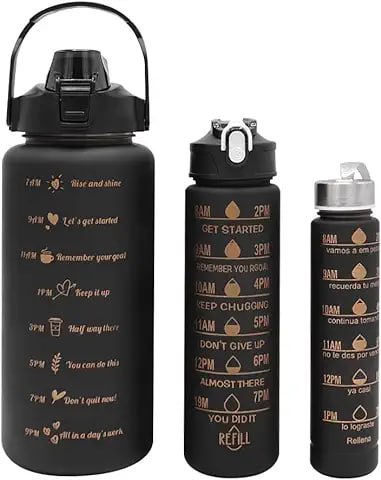 7AM Rise and shine
9AM Let's get started
11AM Remember your goal
1PM Keep it up
3PM Half way there
5PM You can do this
7PM Don't quit now!
9PM All in a day's work
8AM 2PM
GET STARTED
9AM 3PM
REMEMBER YOU RGOAL
10AM 4PM
KEEP CHUGGING
11AM 5PM
DON'T GIVE UP
12PM 6PM
ALMOST THERE
19M 7PM
YOU DID IT
REFILL
8AM
vamos a em
9AM
recuerda tu
10AM
continua
11AM
no te dos por
12PM
ya casi
1PM
lo lograste
Rellena